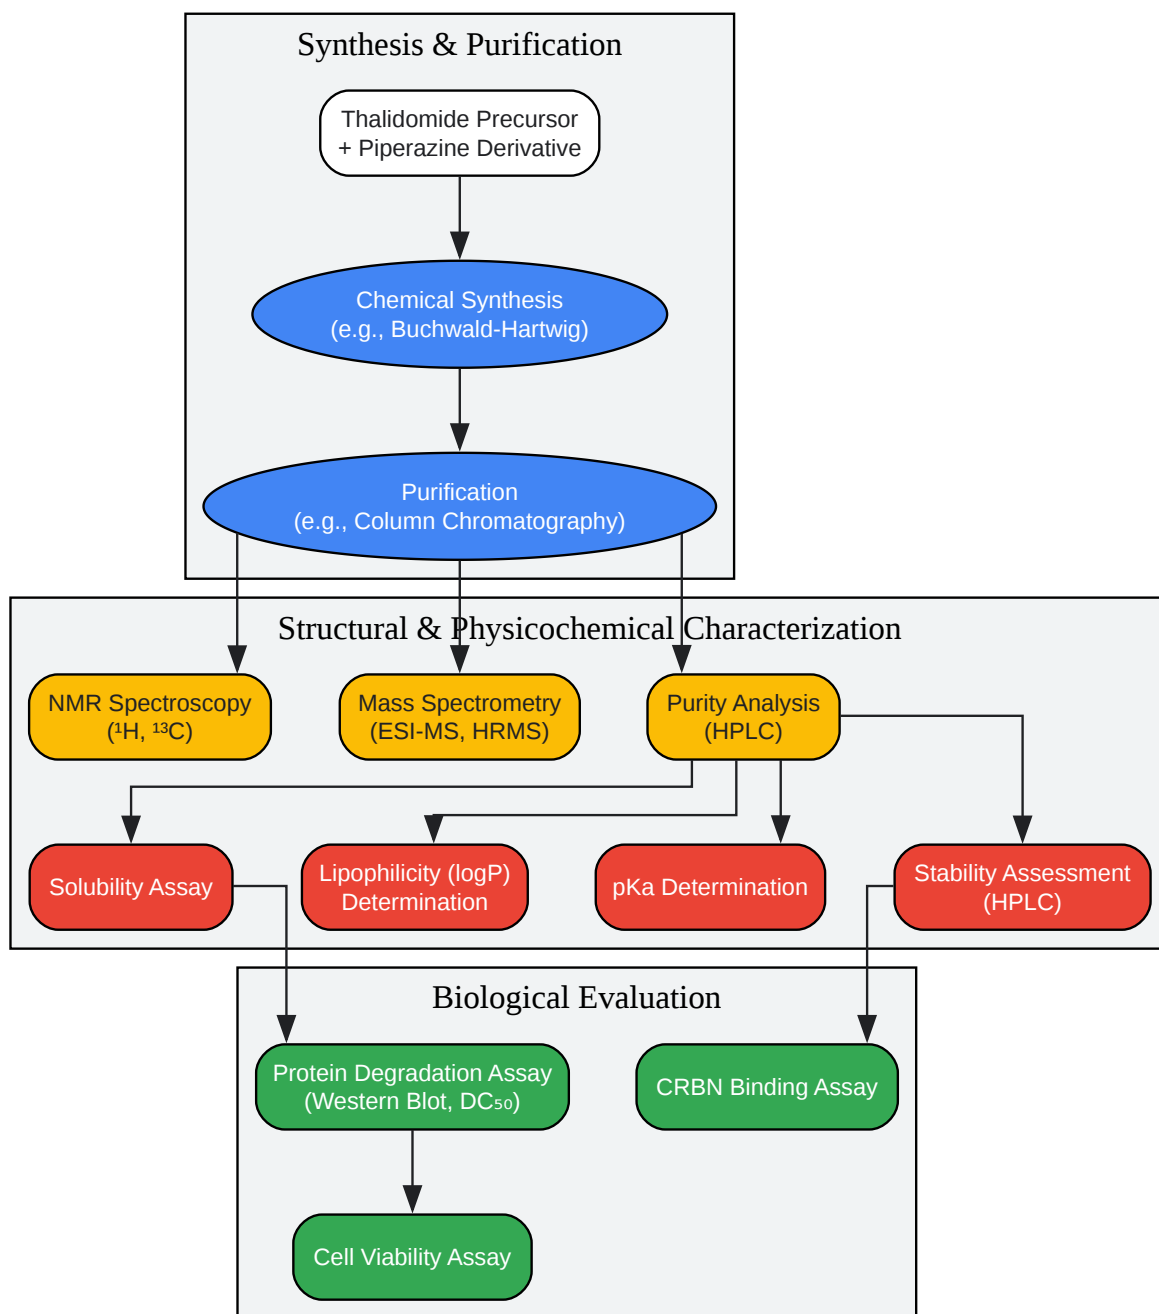 Synthesis & Purification
Thalidomide Precursor
+ Piperazine Derivative
Chemical Synthesis
(e.g., Buchwald-Hartwig)
Purification
(e.g., Column Chromatography)
Structural & Physicochemical Characterization
NMR Spectroscopy
(¹H, ¹³C)
Mass Spectrometry
(ESI-MS, HRMS)
Purity Analysis
(HPLC)
Solubility Assay
Lipophilicity (logP)
Determination
pKa Determination
Stability Assessment
(HPLC)
Biological Evaluation
Protein Degradation Assay
(Western Blot, DC₅₀)
CRBN Binding Assay
Cell Viability Assay